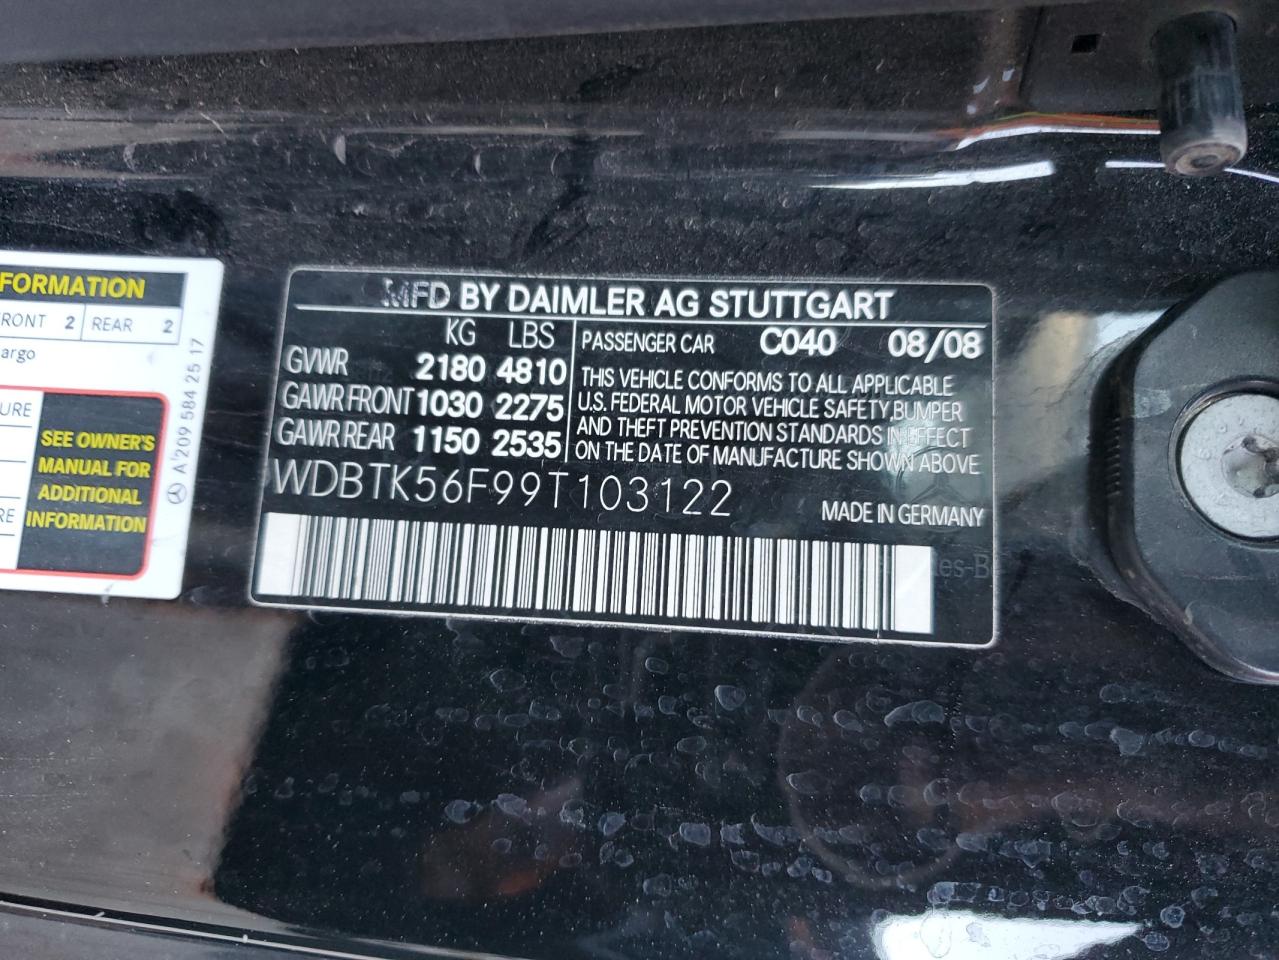 FORMATION
FRONT 2 REAR 2
argo
URE
RE
SEE OWNER'S
MANUAL FOR
ADDITIONAL
INFORMATION
A 209 584 25 17
MFD BY DAIMLER AG STUTTGART
KG LBS
GVWR 2180 4810
GAWR FRONT 1030 2275
GAWR REAR 1150 2535
PASSENGER CAR C040 08/08
THIS VEHICLE CONFORMS TO ALL APPLICABLE
U.S. FEDERAL MOTOR VEHICLE SAFETY, BUMPER
AND THEFT PREVENTION STANDARDS IN EFFECT
ON THE DATE OF MANUFACTURE SHOWN ABOVE
WDBTK56F99T103122
MADE IN GERMANY
es-B